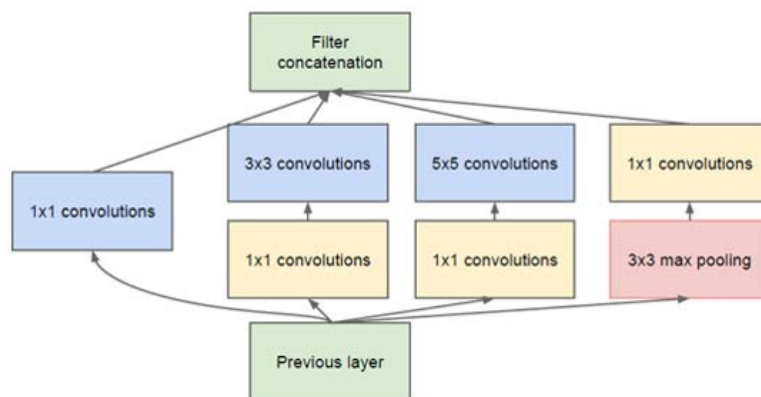 Filter
concatenation
3x3 convolutions
5x5 convolutions
1x1 convolutions
1x1 convolutions
1x1 convolutions
1x1 convolutions
3x3 max pooling
Previous layer